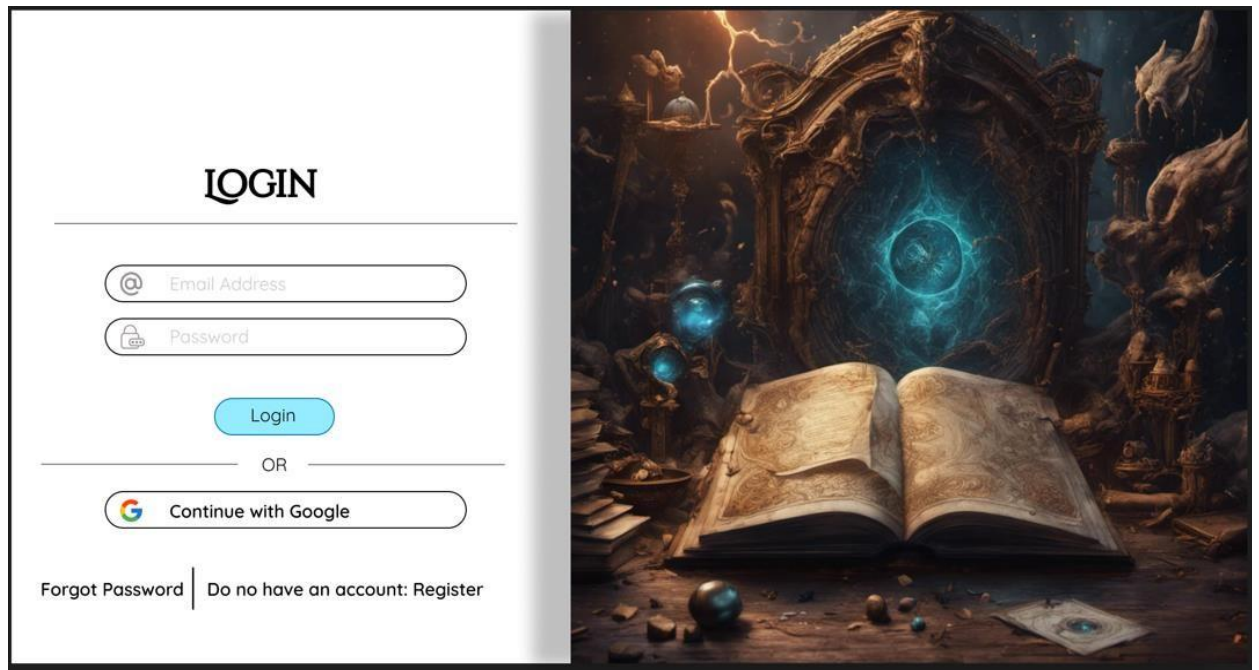 LOGIN
Email Address
Password
Login
OR
Continue with Google
Forgot Password Do no have an account: Register